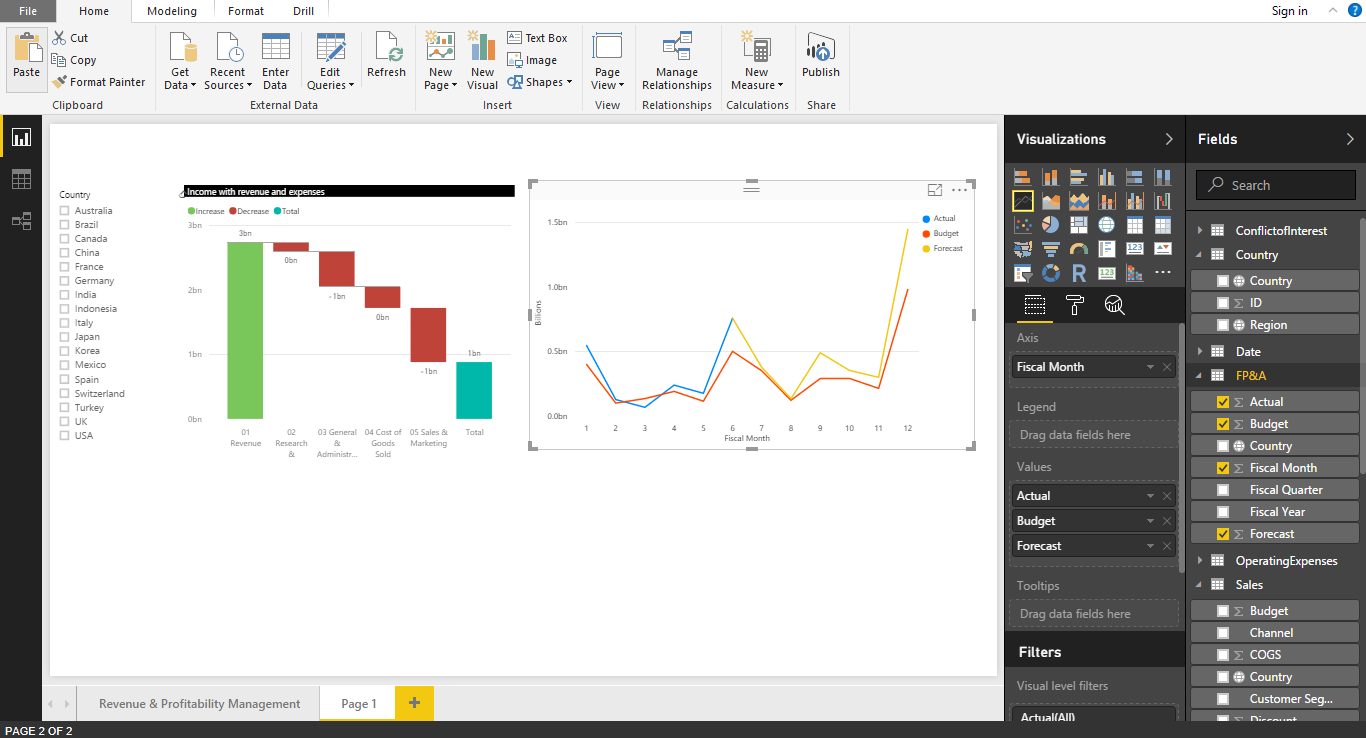 File
Home
Modeling
Format
Drill
Sign in
?
Paste
Cut
Copy
Format Painter
Clipboard
Get Data
Recent Sources
Enter Data
Edit Queries
Refresh
External Data
New Page
New Visual
Text Box
Image
Shapes
Insert
Page View
View
Manage Relationships
Relationships
New Measure
Calculations
Publish
Share
Country
Australia
Brazil
Canada
China
France
Germany
India
Indonesia
Italy
Japan
Korea
Mexico
Spain
Switzerland
Turkey
UK
USA
Income with revenue and expenses
Increase Decrease Total
3bn
2bn
1bn
0bn
3bn
0bn
-1bn
0bn
-1bn
1bn
01 Revenue
02 Research &
03 General & Administr...
04 Cost of Goods Sold
05 Sales & Marketing
Total
Actual
Budget
Forecast
1.5bn
1.0bn
0.5bn
0.0bn
Billions
1 2 3 4 5 6 7 8 9 10 11 12
Fiscal Month
Visualizations
123
R
123
Axis
Fiscal Month
Legend
Drag data fields here
Values
Actual
Budget
Forecast
Tooltips
Drag data fields here
Filters
Visual level filters
Actual(All)
Fields
Search
ConflictofInterest
Country
Country
ID
Region
Date
FP&A
Actual
Budget
Country
Fiscal Month
Fiscal Quarter
Fiscal Year
Forecast
OperatingExpenses
Sales
Budget
Channel
COGS
Country
Customer Seg...
Discount
Revenue & Profitability Management
Page 1
+
PAGE 2 OF 2